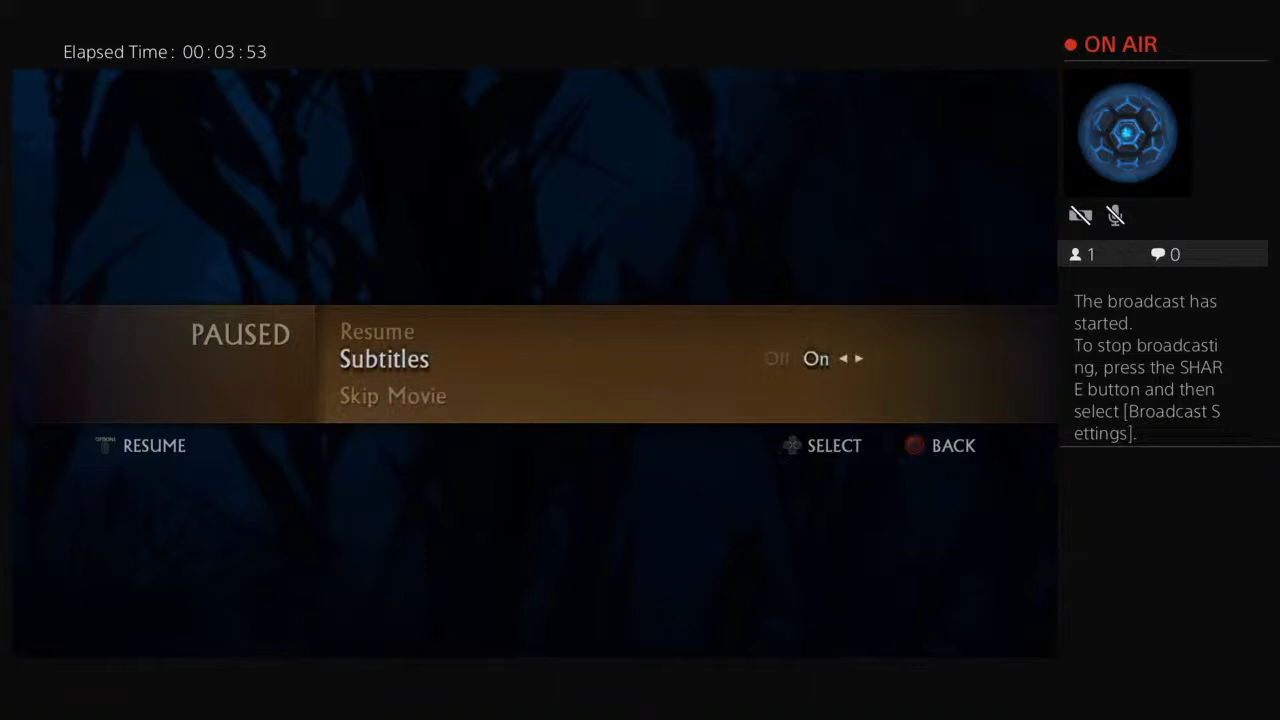 Elapsed Time: 00:03:53
ON AIR
1 0
The broadcast has
started.
To stop broadcasti
ng, press the SHAR
E button and then
select [Broadcast S
ettings].
PAUSED
Resume
Subtitles Off On
Skip Movie
OPTIONS RESUME
SELECT
BACK